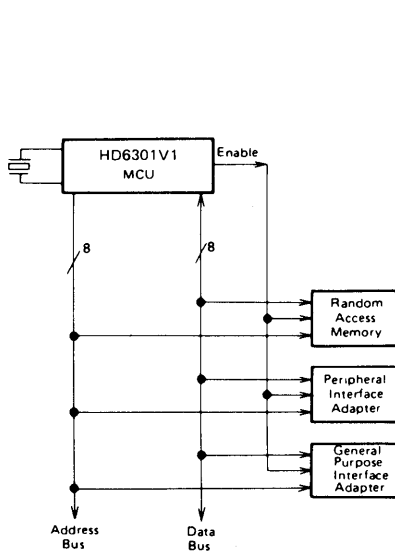 HD6301V1
MCU
Enable
8
8
Random
Access
Memory
Peripheral
Interface
Adapter
General
Purpose
Interface
Adapter
Address
Bus
Data
Bus